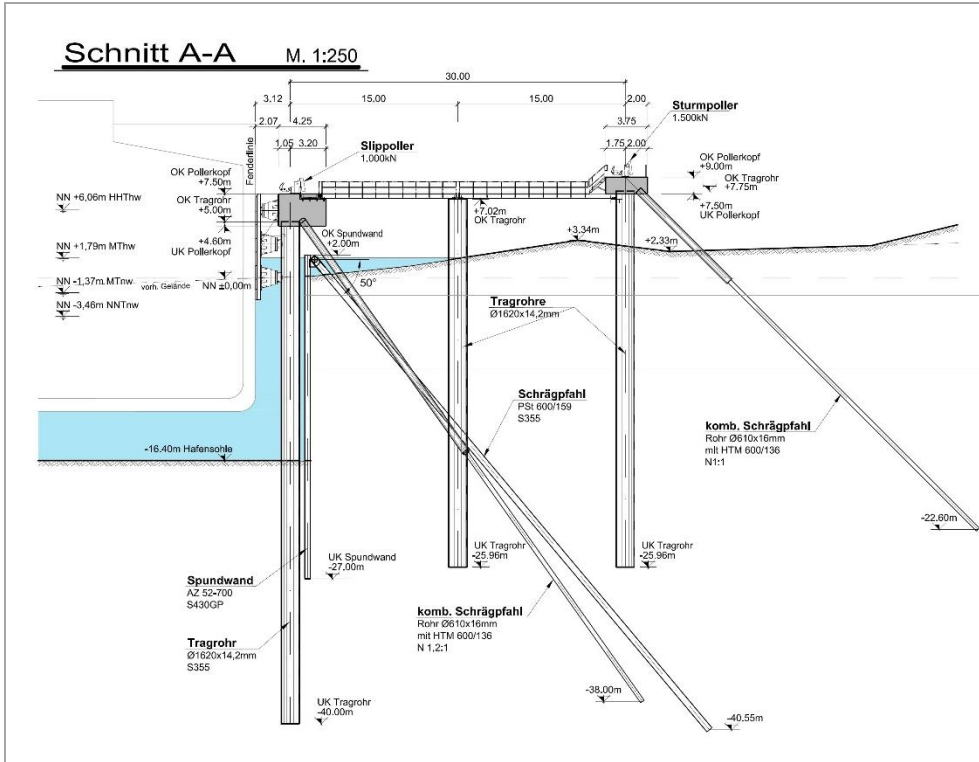 Schnitt A-A M. 1:250
30.00
3.12 15.00 15.00 2.00
2.07 4.25 3.75
1.05 3.20 1.75 2.00
Fenderlinie
Slippoller
1.000kN
Sturmpoller
1.500kN
OK Pollerkopf
+7.50m
OK Tragrohr
+5.00m
+4.60m
UK Pollerkopf
OK Pollerkopf
+9.00m
OK Tragrohr
+7.75m
+7.50m
UK Pollerkopf
NN +6,06m HHThw
NN +1,79m MThw
NN -1,37m MTnw
NN -3,46m NNTnw
vorh. Gelände
NN ±0,00m
OK Spundwand
+2.00m
+7.02m
OK Tragrohr
+3.34m
+2.33m
50°
Tragrohre
Ø1620x14,2mm
Schrägpfahl
PSt 600/159
S355
komb. Schrägpfahl
Rohr Ø610x16mm
mit HTM 600/136
N1:1
-16.40m Hafensohle
-22.60m
UK Spundwand
-27.00m
UK Tragrohr
-25.96m
UK Tragrohr
-25.96m
Spundwand
AZ 52-700
S430GP
Tragrohr
Ø1620x14,2mm
S355
komb. Schrägpfahl
Rohr Ø610x16mm
mit HTM 600/136
N 1,2:1
UK Tragrohr
-40.00m
-38.00m
-40.55m